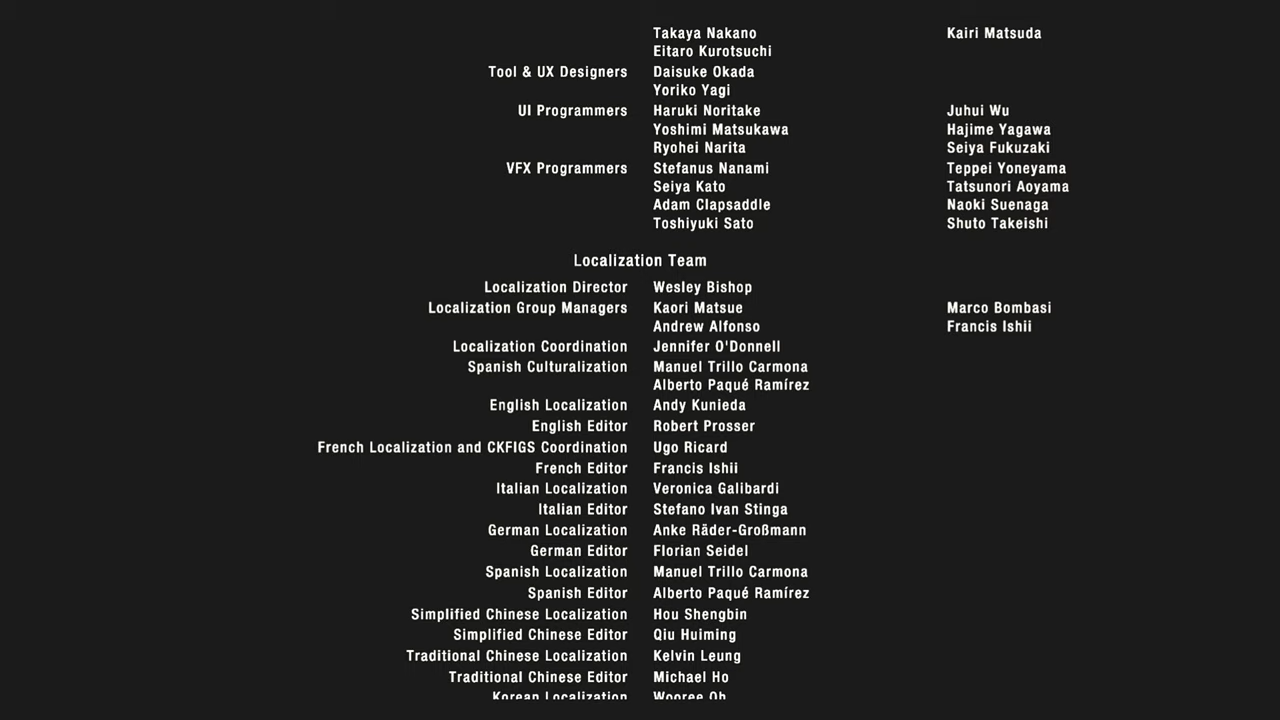 Takaya Nakano Kairi Matsuda
Eitaro Kurotsuchi
Tool & UX Designers Daisuke Okada
Yoriko Yagi
UI Programmers Haruki Noritake Juhui Wu
Yoshimi Matsukawa Hajime Yagawa
Ryohei Narita Seiya Fukuzaki
VFX Programmers Stefanus Nanami Teppei Yoneyama
Seiya Kato Tatsunori Aoyama
Adam Clapsaddle Naoki Suenaga
Toshiyuki Sato Shuto Takeishi
Localization Team
Localization Director Wesley Bishop
Localization Group Managers Kaori Matsue Marco Bombasi
Andrew Alfonso Francis Ishii
Localization Coordination Jennifer O'Donnell
Spanish Culturalization Manuel Trillo Carmona
Alberto Paqué Ramírez
English Localization Andy Kunieda
English Editor Robert Prosser
French Localization and CKFIGS Coordination Ugo Ricard
French Editor Francis Ishii
Italian Localization Veronica Galibardi
Italian Editor Stefano Ivan Stinga
German Localization Anke Räder-Großmann
German Editor Florian Seidel
Spanish Localization Manuel Trillo Carmona
Spanish Editor Alberto Paqué Ramírez
Simplified Chinese Localization Hou Shengbin
Simplified Chinese Editor Qiu Huiming
Traditional Chinese Localization Kelvin Leung
Traditional Chinese Editor Michael Ho
Korean Localization Wooree Oh